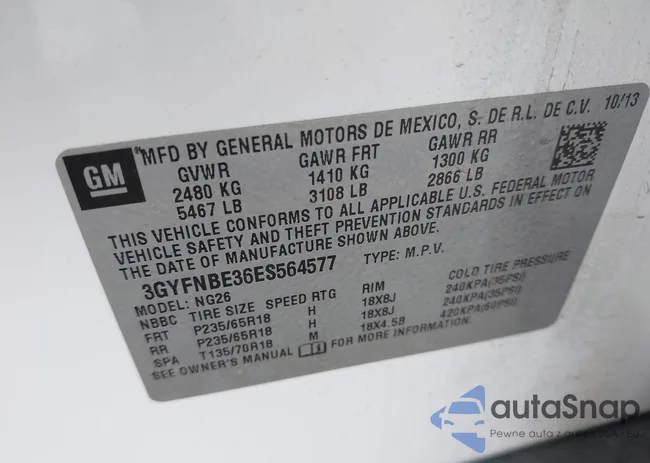 GM
MFD BY GENERAL MOTORS DE MEXICO, S. DE R.L. DE C.V. 10/13
GVWR GAWR FRT GAWR RR
2480 KG 1410 KG 1300 KG
5467 LB 3108 LB 2866 LB
THIS VEHICLE CONFORMS TO ALL APPLICABLE U.S. FEDERAL MOTOR
VEHICLE SAFETY AND THEFT PREVENTION STANDARDS IN EFFECT ON
THE DATE OF MANUFACTURE SHOWN ABOVE.
3GYFNBE36ES564577 TYPE: M.P.V.
NBBC MODEL: NG26
TIRE SIZE SPEED RTG RIM COLD TIRE PRESSURE
FRT P235/65R18 H 18X8J 240KPA(35PSI)
RR P235/65R18 H 18X8J 240KPA(35PSI)
SPA T135/70R18 M 18X4.5B 420KPA(60PSI)
SEE OWNER'S MANUAL FOR MORE INFORMATION.
autaSnap
Pewne auta z